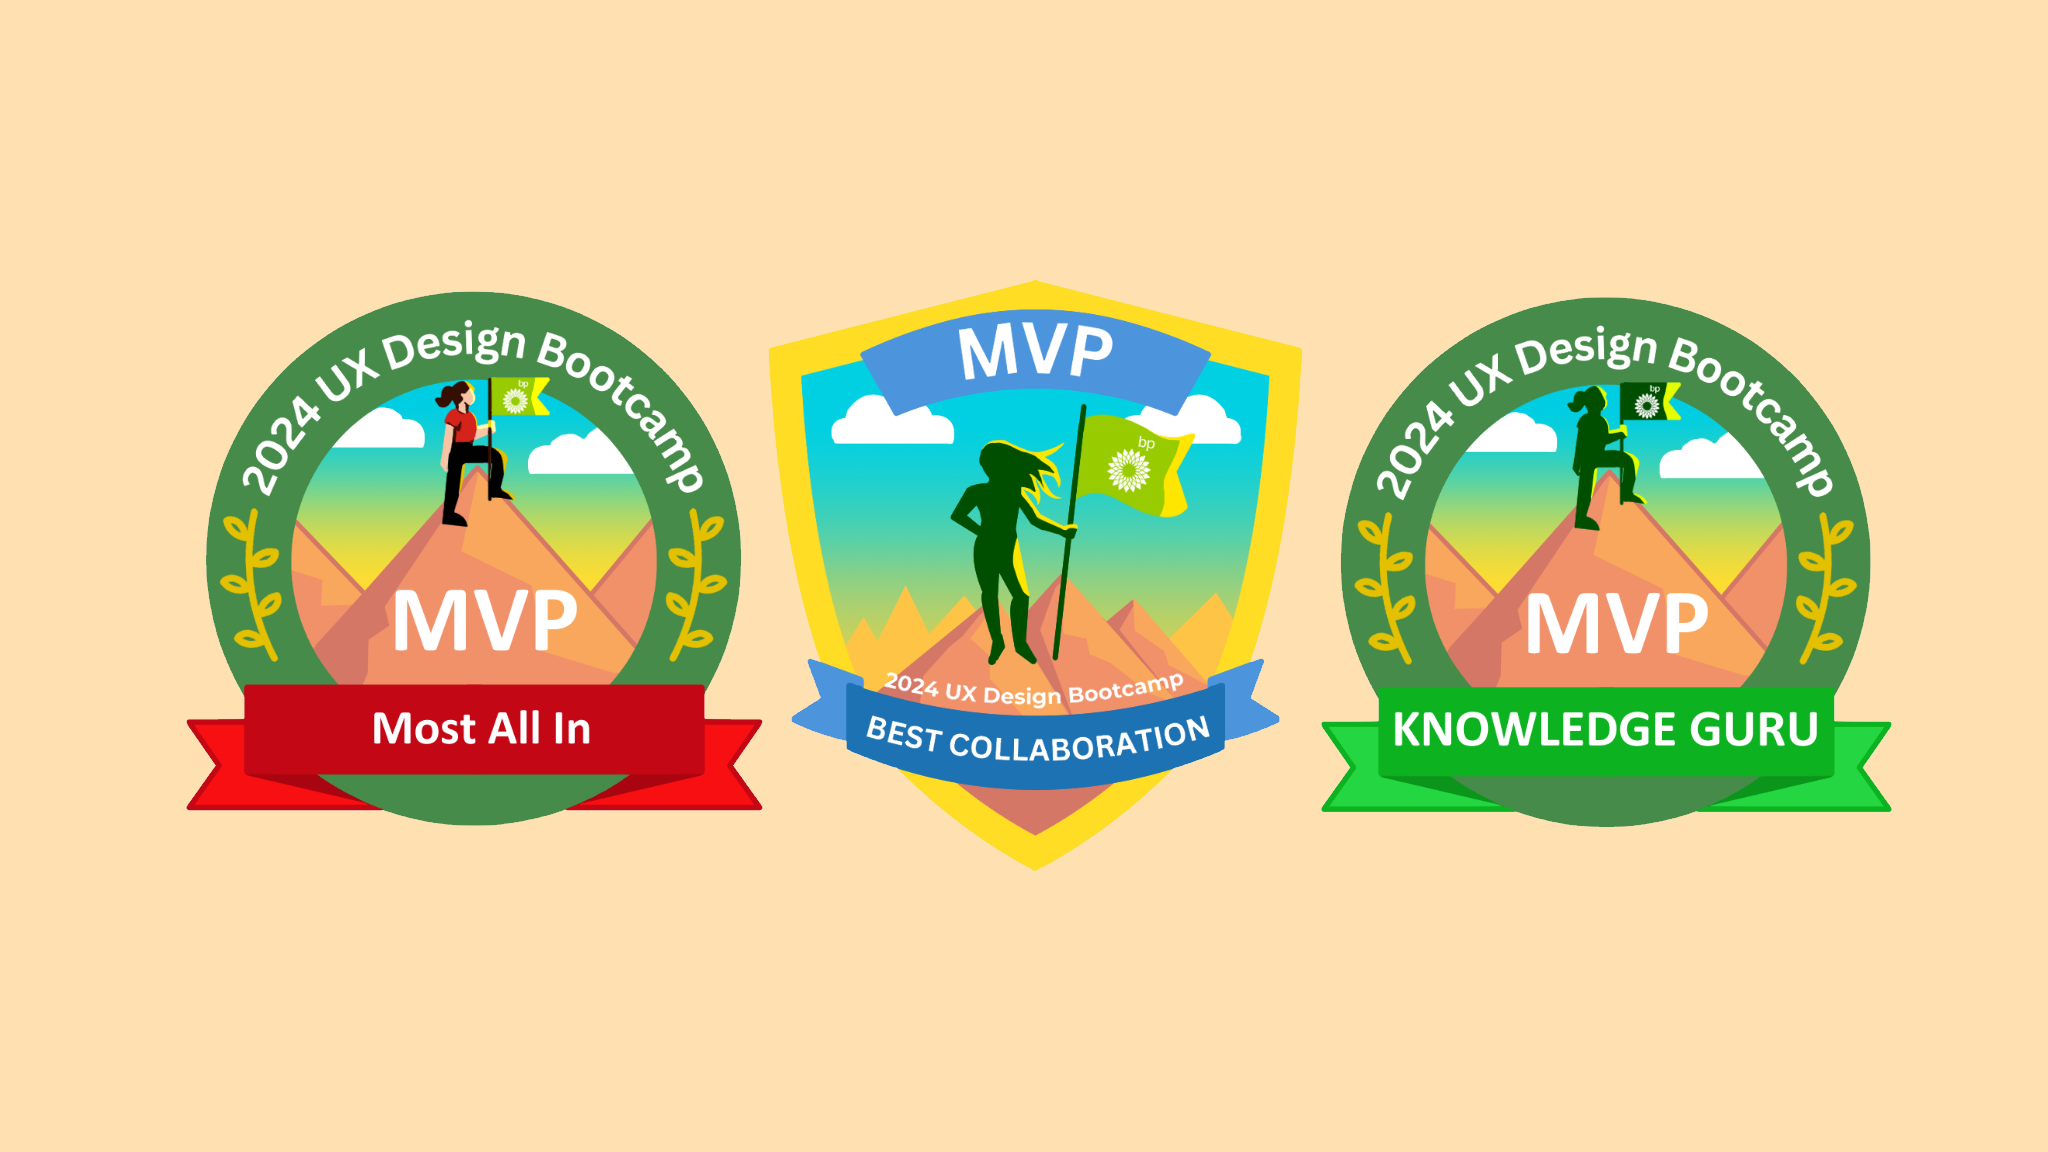 2024 UX Design Bootcamp
bp
MVP
Most All In
MVP
bp
2024 UX Design Bootcamp
BEST COLLABORATION
2024 UX Design Bootcamp
bp
MVP
KNOWLEDGE GURU